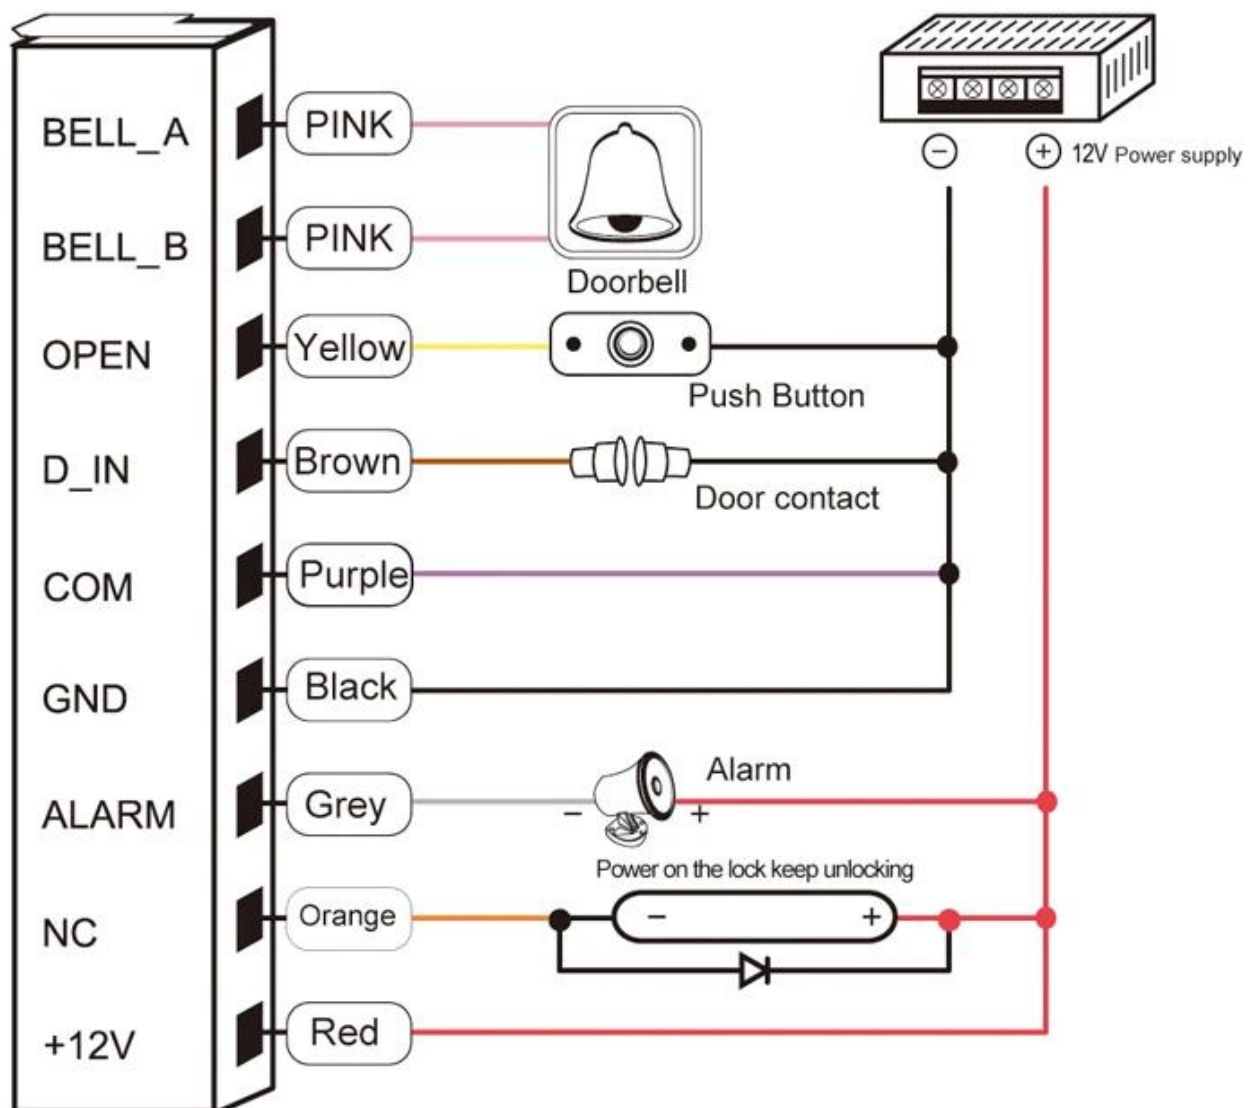 BELL_A PINK
BELL_B PINK
Doorbell
− + 12V Power supply
OPEN Yellow
Push Button
D_IN Brown
Door contact
COM Purple
GND Black
ALARM Grey
Alarm
− +
Power on the lock keep unlocking
NC Orange
− +
+12V Red